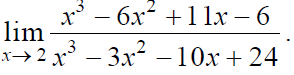 lim x→2 (x³ − 6x² + 11x − 6) / (x³ − 3x² − 10x + 24) .